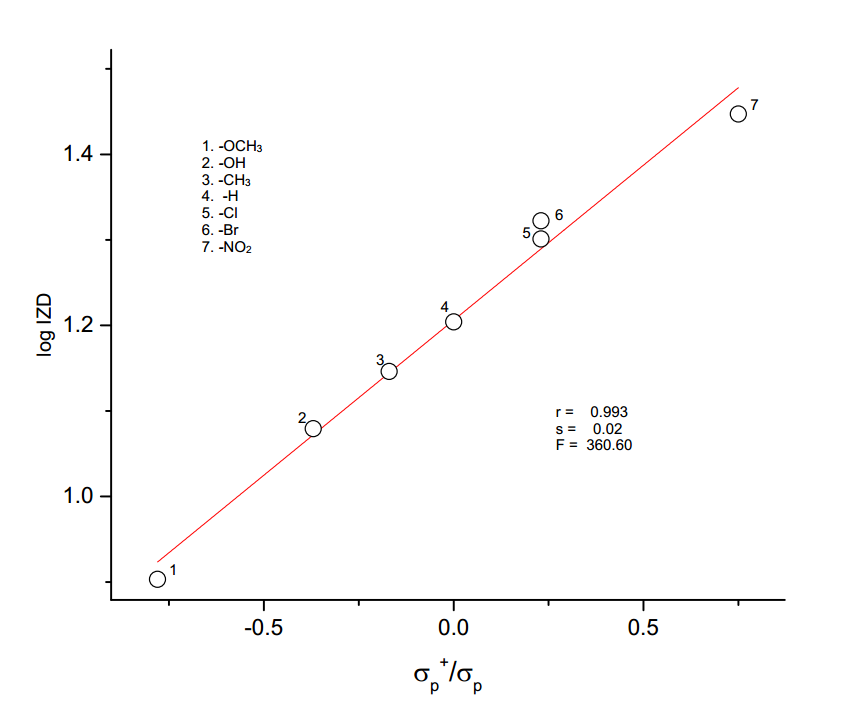 1. -OCH₃
2. -OH
3. -CH₃
4. -H
5. -Cl
6. -Br
7. -NO₂
7
6
5
4
3
2
1
r = 0.993
s = 0.02
F = 360.60
1.4
1.2
1.0
log IZD
-0.5 0.0 0.5
σp⁺/σp